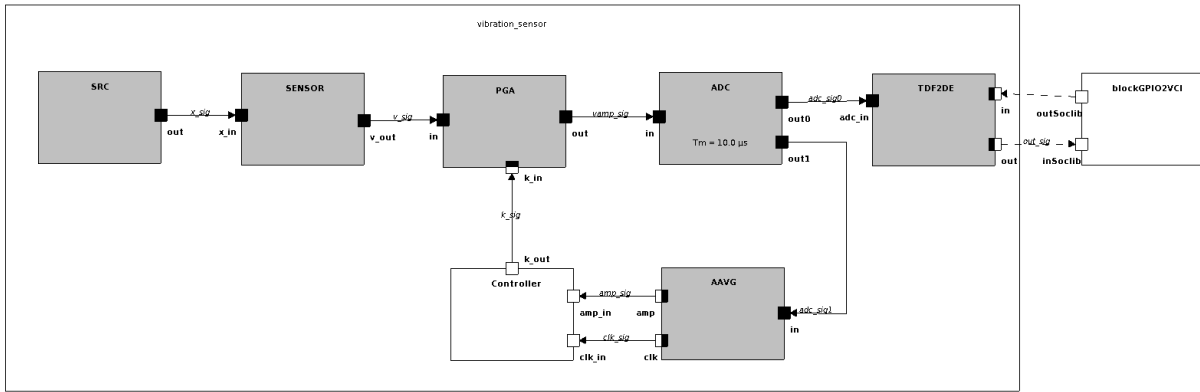 vibration_sensor
SRC
SENSOR
PGA
ADC
TDF2DE
blockGPIO2VCI
x_sig
v_sig
vamp_sig
adc_sig0
in
outSoclib
out
x_in
v_out
in
out
in
out0
adc_in
Tm = 10.0 μs
out1
out
out_sig
inSoclib
k_in
k_sig
k_out
Controller
AAVG
amp_sig
amp_in
amp
adc_sig1
in
clk_sig
clk_in
clk